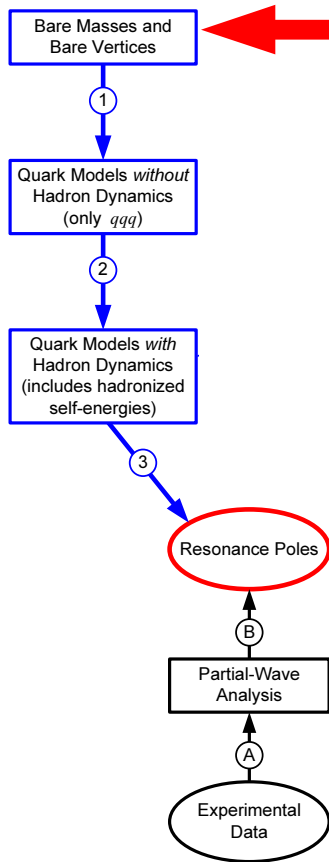 Bare Masses and
Bare Vertices
1
Quark Models without
Hadron Dynamics
(only qqq)
2
Quark Models with
Hadron Dynamics
(includes hadronized
self-energies)
3
Resonance Poles
B
Partial-Wave
Analysis
A
Experimental
Data